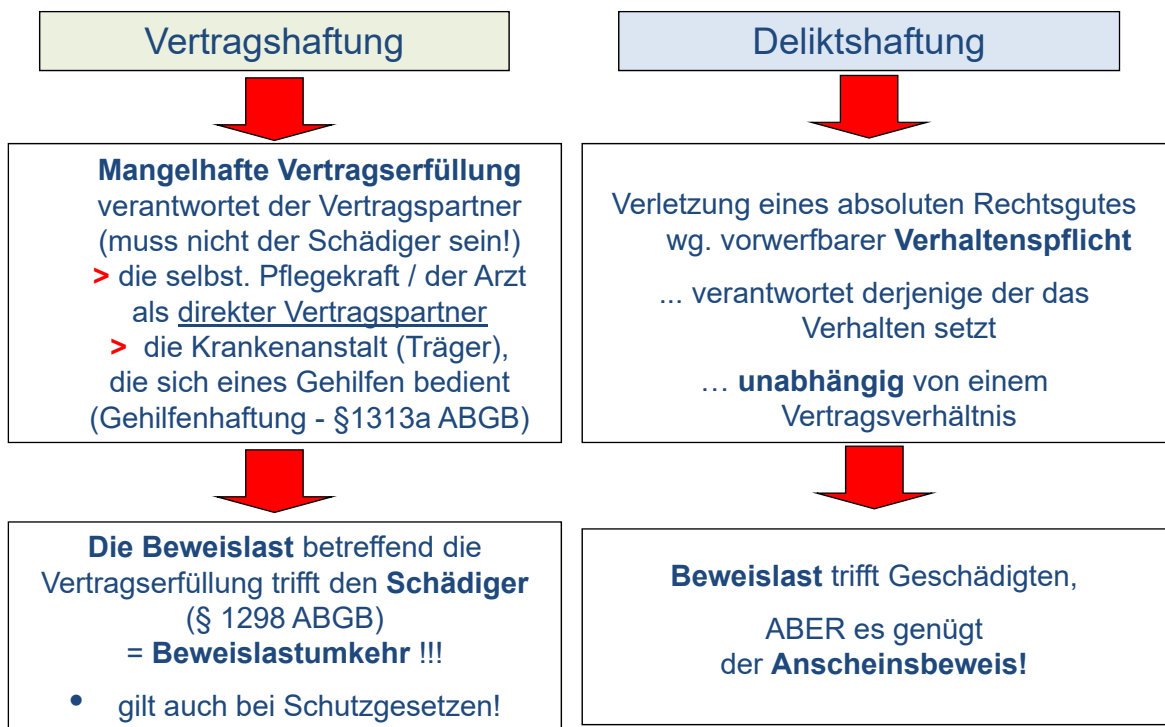 Vertragshaftung
Mangelhafte Vertragserfüllung
verantwortet der Vertragspartner
(muss nicht der Schädiger sein!)
> die selbst. Pflegekraft / der Arzt
als direkter Vertragspartner
> die Krankenanstalt (Träger),
die sich eines Gehilfen bedient
(Gehilfenhaftung - §1313a ABGB)
Die Beweislast betreffend die
Vertragserfüllung trifft den Schädiger
(§ 1298 ABGB)
= Beweislastumkehr !!!
• gilt auch bei Schutzgesetzen!
Deliktshaftung
Verletzung eines absoluten Rechtsgutes
wg. vorwerfbarer Verhaltenspflicht
... verantwortet derjenige der das
Verhalten setzt
… unabhängig von einem
Vertragsverhältnis
Beweislast trifft Geschädigten,
ABER es genügt
der Anscheinsbeweis!